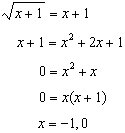 √(x+1) = x+1
x+1 = x²+2x+1
0 = x²+x
0 = x(x+1)
x = −1,0